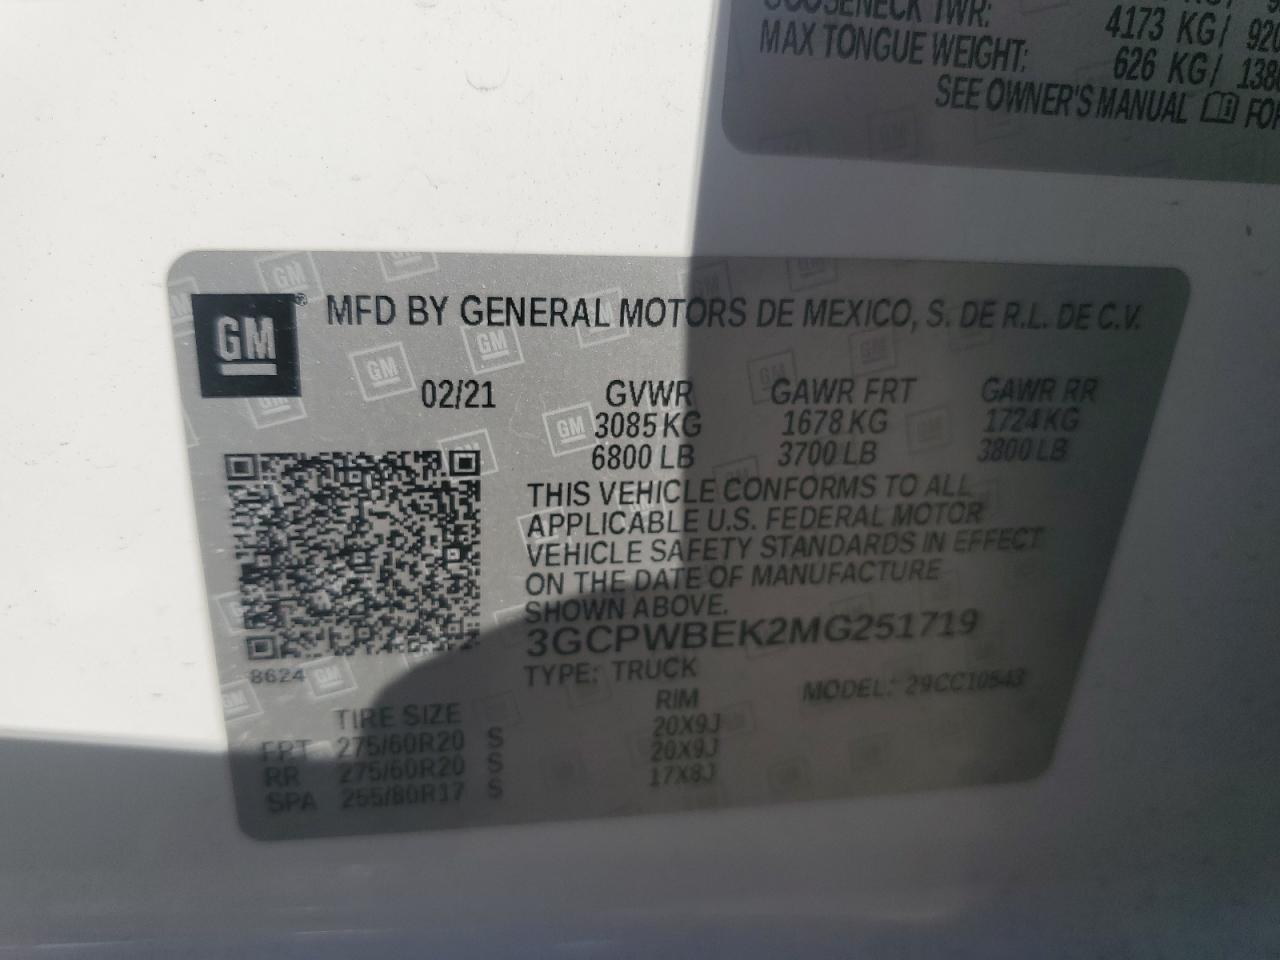 GOOSENECK TWR: 4173 KG/ 920
MAX TONGUE WEIGHT: 626 KG/ 138
SEE OWNER'S MANUAL FOR
GM® MFD BY GENERAL MOTORS DE MEXICO, S. DE R.L. DE C.V.
02/21 GVWR GAWR FRT GAWR RR
3085 KG 1678 KG 1724 KG
6800 LB 3700 LB 3800 LB
THIS VEHICLE CONFORMS TO ALL
APPLICABLE U.S. FEDERAL MOTOR
VEHICLE SAFETY STANDARDS IN EFFECT
ON THE DATE OF MANUFACTURE
SHOWN ABOVE.
3GCPWBEK2MG251719
8624 TYPE: TRUCK MODEL: 29CC10543
TIRE SIZE RIM
FRT 275/60R20 S 20X9J
RR 275/60R20 S 20X9J
SPA 255/80R17 S 17X8J